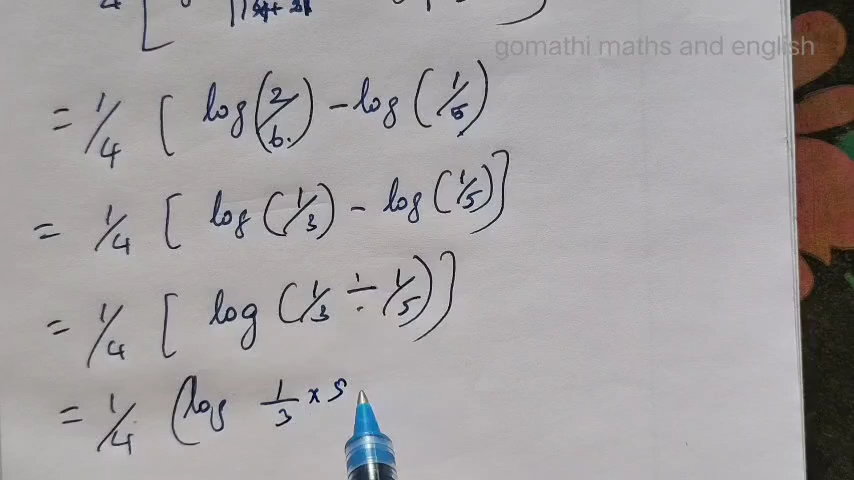 gomathi maths and english
= 1/4 [ log(2/6) - log(1/5)
= 1/4 [ log(1/3) - log(1/5)]
= 1/4 [ log(1/3 ÷ 1/5)]
= 1/4 (log 1/3 × 5